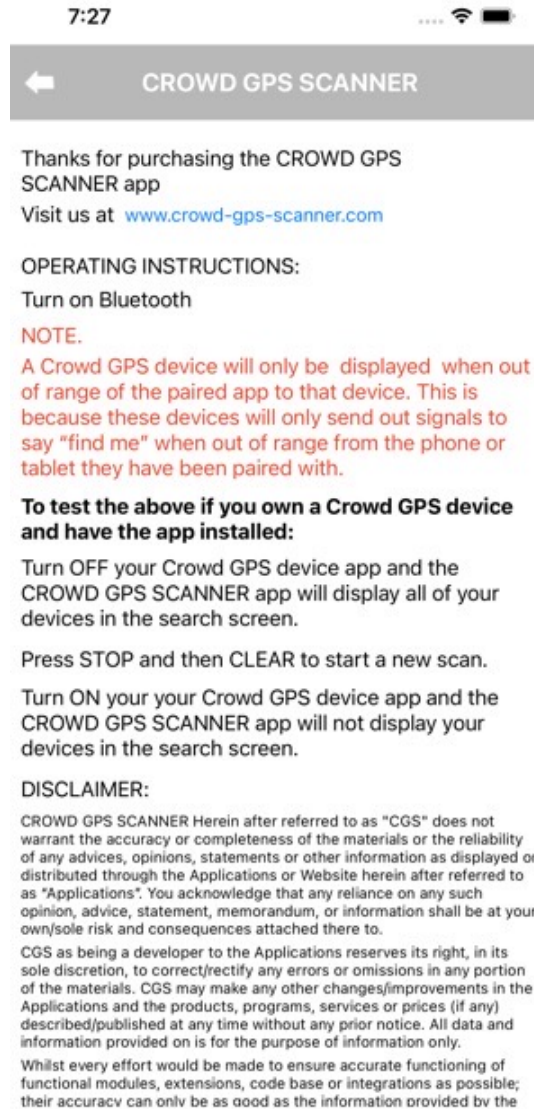 7:27
CROWD GPS SCANNER
Thanks for purchasing the CROWD GPS
SCANNER app
Visit us at www.crowd-gps-scanner.com
OPERATING INSTRUCTIONS:
Turn on Bluetooth
NOTE.
A Crowd GPS device will only be displayed when out
of range of the paired app to that device. This is
because these devices will only send out signals to
say “find me” when out of range from the phone or
tablet they have been paired with.
To test the above if you own a Crowd GPS device
and have the app installed:
Turn OFF your Crowd GPS device app and the
CROWD GPS SCANNER app will display all of your
devices in the search screen.
Press STOP and then CLEAR to start a new scan.
Turn ON your your Crowd GPS device app and the
CROWD GPS SCANNER app will not display your
devices in the search screen.
DISCLAIMER:
CROWD GPS SCANNER Herein after referred to as "CGS" does not
warrant the accuracy or completeness of the materials or the reliability
of any advices, opinions, statements or other information as displayed or
distributed through the Applications or Website herein after referred to
as “Applications”. You acknowledge that any reliance on any such
opinion, advice, statement, memorandum, or information shall be at your
own/sole risk and consequences attached there to.
CGS as being a developer to the Applications reserves its right, in its
sole discretion, to correct/rectify any errors or omissions in any portion
of the materials. CGS may make any other changes/improvements in the
Applications and the products, programs, services or prices (if any)
described/published at any time without any prior notice. All data and
information provided on is for the purpose of information only.
Whilst every effort would be made to ensure accurate functioning of
functional modules, extensions, code base or integrations as possible;
their accuracy can only be as good as the information provided by the